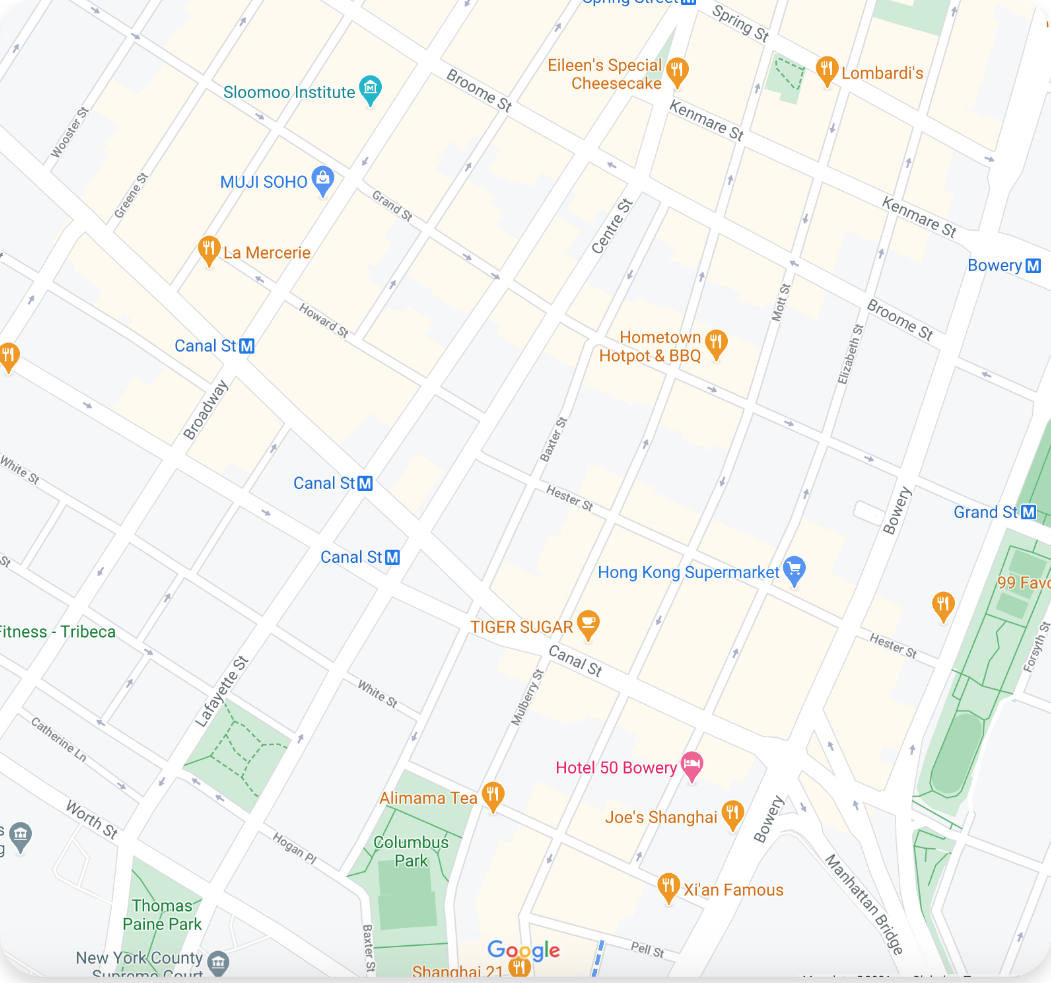 Spring Street
Spring St
Eileen's Special
Cheesecake
Lombardi's
Sloomoo Institute
Broome St
Kenmare St
Wooster St
MUJI SOHO
Greene St
Grand St
Kenmare St
Centre St
La Mercerie
Bowery
Mott St
Howard St
Broome St
Canal St
Hometown
Hotpot & BBQ
Elizabeth St
Broadway
Baxter St
White St
Canal St
Hester St
Bowery
Grand St
Canal St
St
Hong Kong Supermarket
99 Favo
Fitness - Tribeca
TIGER SUGAR
Canal St
Hester St
Forsyth St
Lafayette St
White St
Mulberry St
Catherine Ln
Hotel 50 Bowery
Alimama Tea
Joe's Shanghai
Worth St
Bowery
Hogan Pl
Columbus
Park
Manhattan Bridge
Xi'an Famous
Thomas
Paine Park
Baxter St
Pell St
Google
New York County
Supreme Court
Shanghai 21